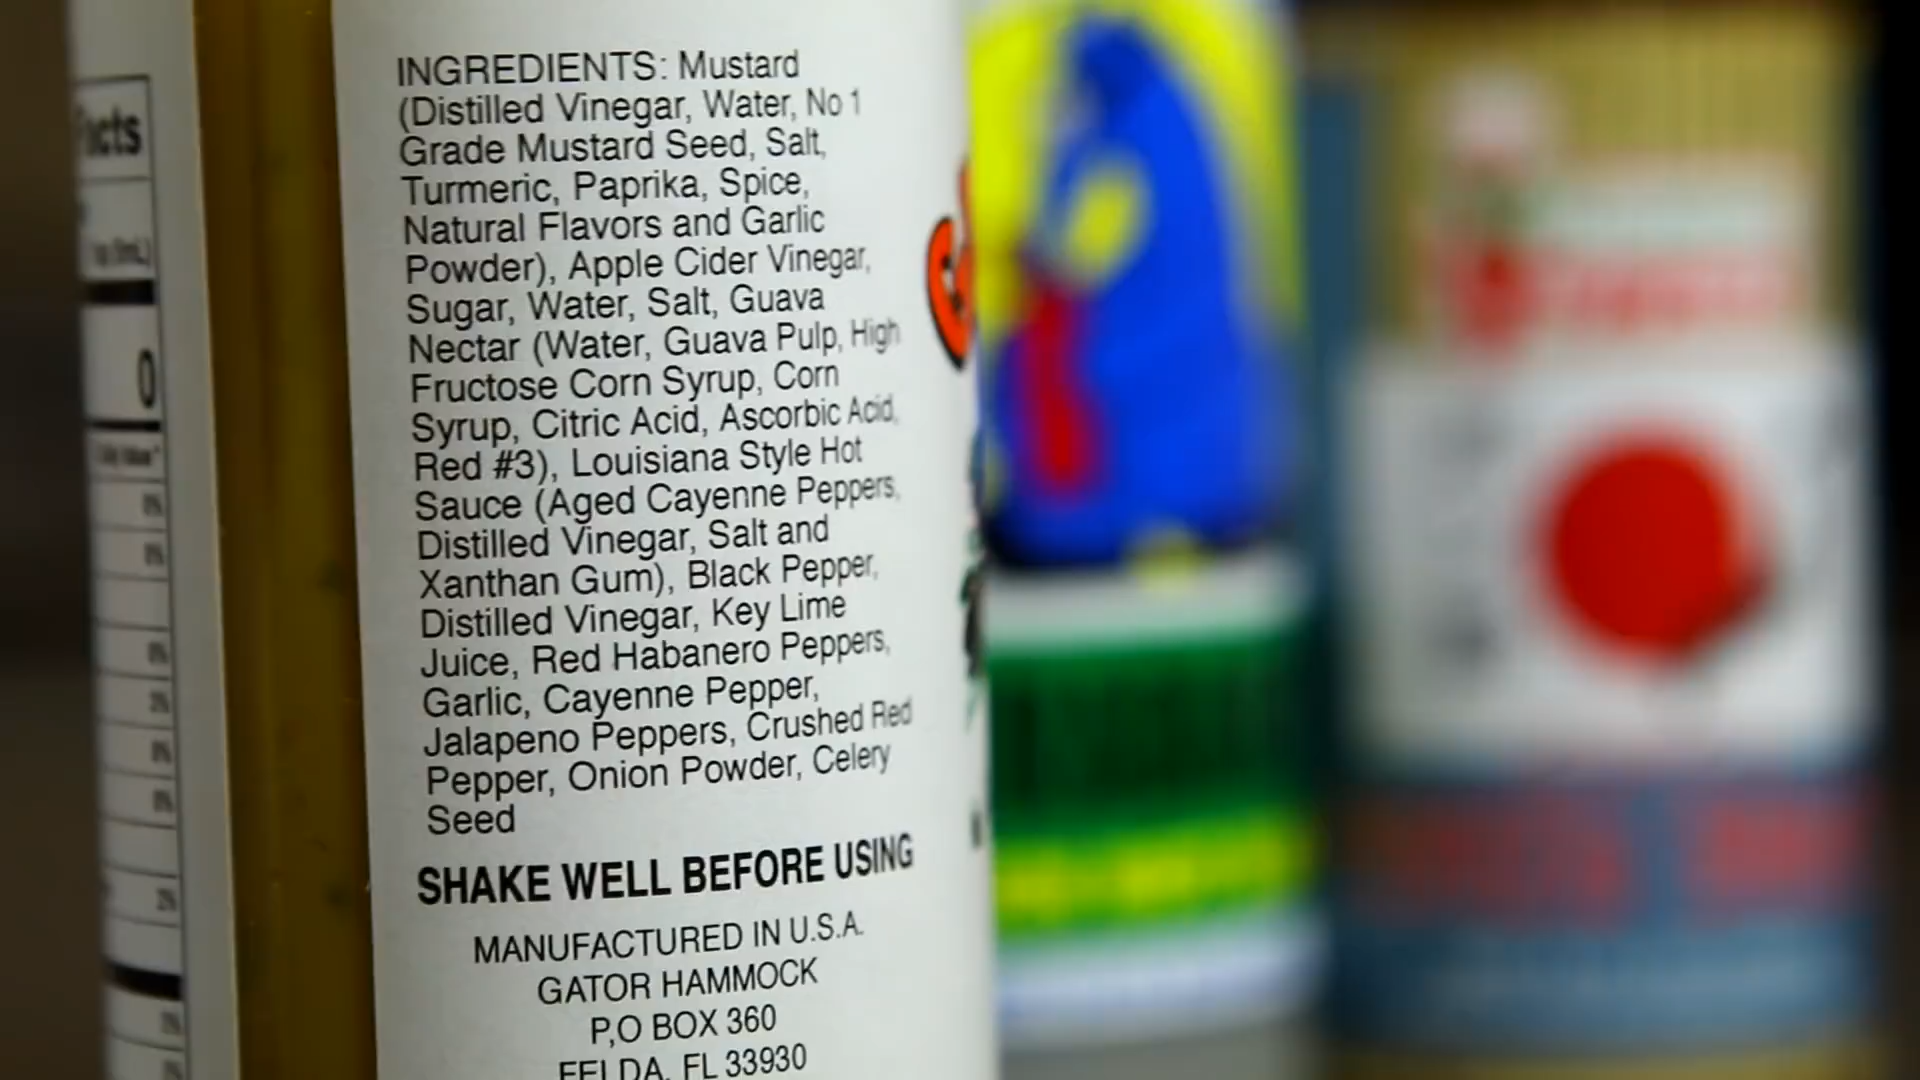 acts
0
INGREDIENTS: Mustard
(Distilled Vinegar, Water, No 1
Grade Mustard Seed, Salt,
Turmeric, Paprika, Spice,
Natural Flavors and Garlic
Powder), Apple Cider Vinegar,
Sugar, Water, Salt, Guava
Nectar (Water, Guava Pulp, High
Fructose Corn Syrup, Corn
Syrup, Citric Acid, Ascorbic Acid,
Red #3), Louisiana Style Hot
Sauce (Aged Cayenne Peppers,
Distilled Vinegar, Salt and
Xanthan Gum), Black Pepper,
Distilled Vinegar, Key Lime
Juice, Red Habanero Peppers,
Garlic, Cayenne Pepper,
Jalapeno Peppers, Crushed Red
Pepper, Onion Powder, Celery
Seed
SHAKE WELL BEFORE USING
MANUFACTURED IN U.S.A.
GATOR HAMMOCK
P,O BOX 360
FELDA, FL 33930